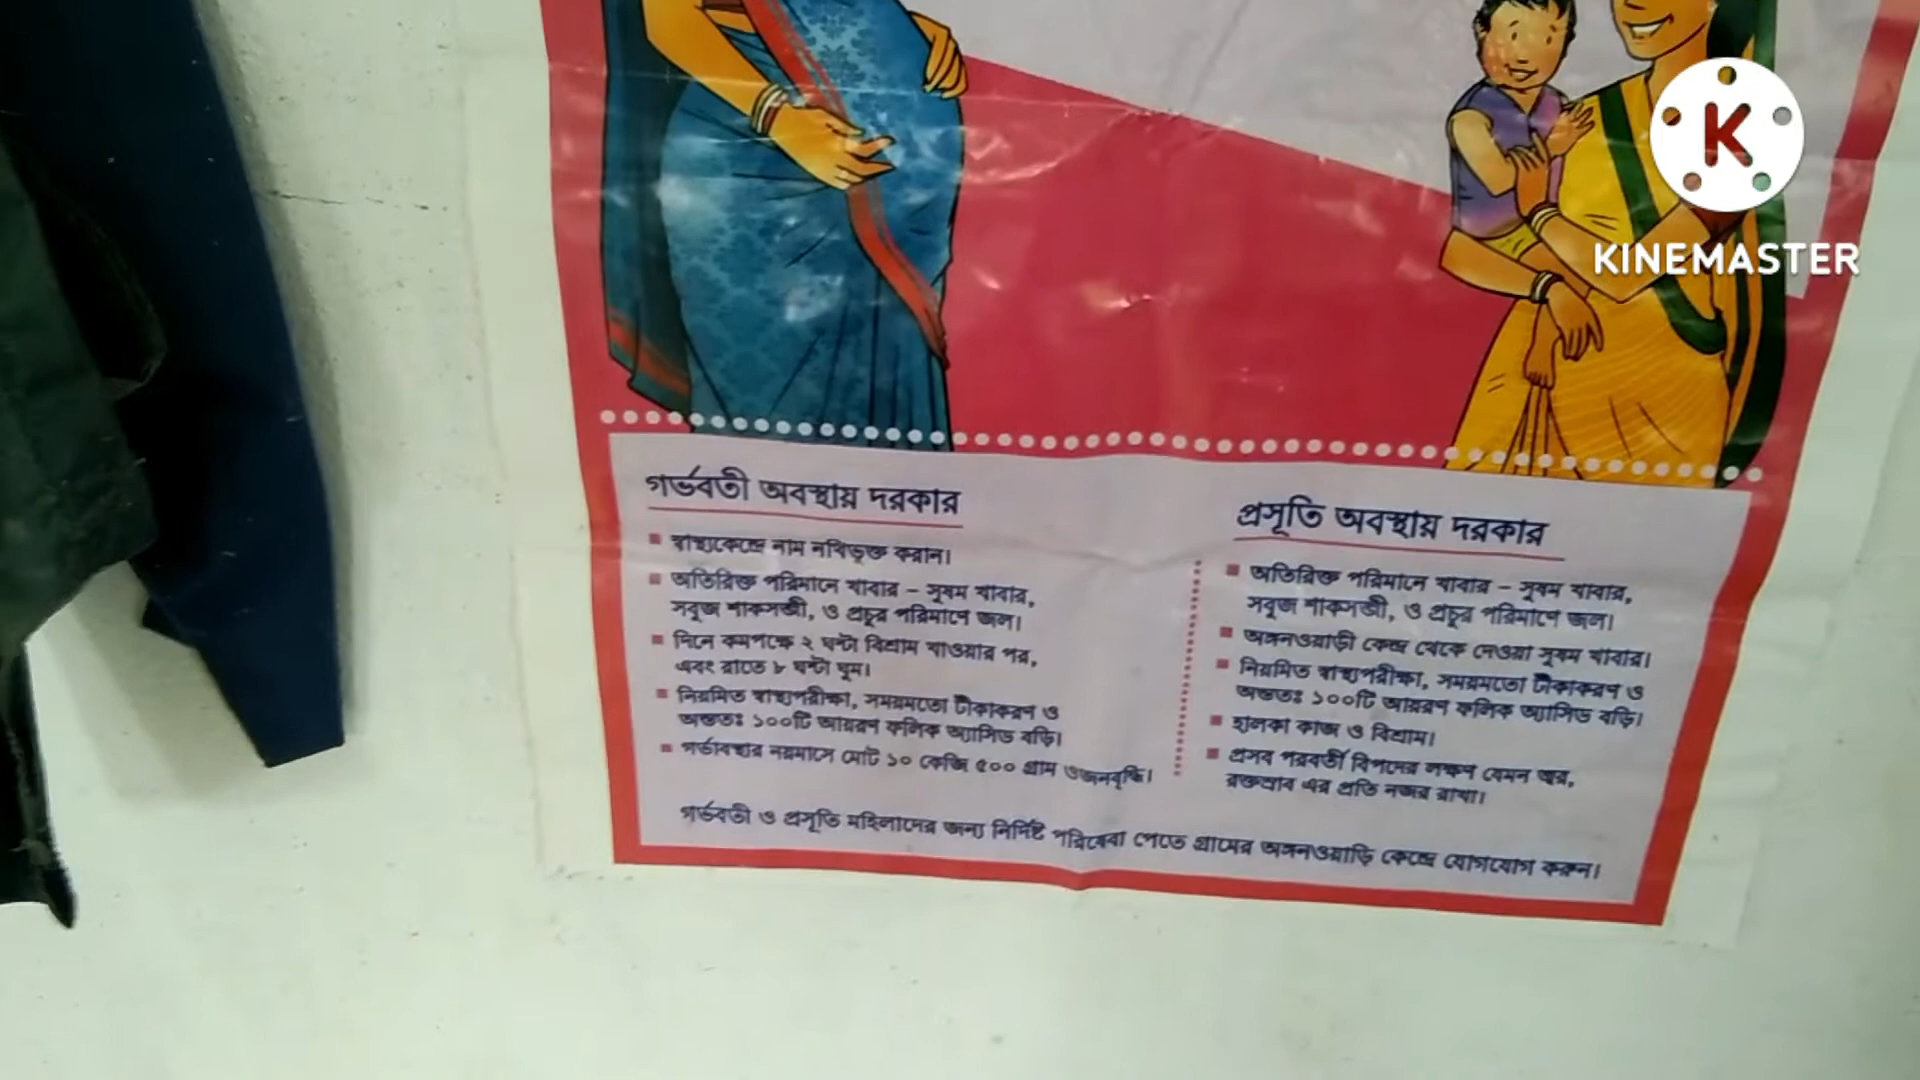 K
KINEMASTER
গর্ভবতী অবস্থায় দরকার
স্বাস্থ্যকেন্দ্রে নাম নথিভুক্ত করান।
অতিরিক্ত পরিমানে খাবার – সুষম খাবার,
সবুজ শাকসব্জী, ও প্রচুর পরিমাণে জল।
দিনে কমপক্ষে ২ ঘন্টা বিশ্রাম খাওয়ার পর,
এবং রাতে ৮ ঘন্টা ঘুম।
নিয়মিত স্বাস্থ্যপরীক্ষা, সময়মতো টীকাকরণ ও
অন্ততঃ ১০০টি আয়রণ ফলিক অ্যাসিড বড়ি।
গর্ভাবস্থার নয়মাসে মোট ১০ কেজি ৫০০ গ্রাম ওজনবৃদ্ধি।
প্রসূতি অবস্থায় দরকার
অতিরিক্ত পরিমানে খাবার – সুষম খাবার,
সবুজ শাকসব্জী, ও প্রচুর পরিমাণে জল।
অঙ্গনওয়াড়ী কেন্দ্র থেকে দেওয়া সুষম খাবার।
নিয়মিত স্বাস্থ্যপরীক্ষা, সময়মতো টীকাকরণ ও
অন্ততঃ ১০০টি আয়রণ ফলিক অ্যাসিড বড়ি।
হালকা কাজ ও বিশ্রাম।
প্রসব পরবর্তী বিপদের লক্ষণ যেমন জ্বর,
রক্তস্রাব এর প্রতি নজর রাখা।
গর্ভবতী ও প্রসূতি মহিলাদের জন্য নির্দিষ্ট পরিষেবা পেতে গ্রামের অঙ্গনওয়াড়ি কেন্দ্রে যোগযোগ করুন।